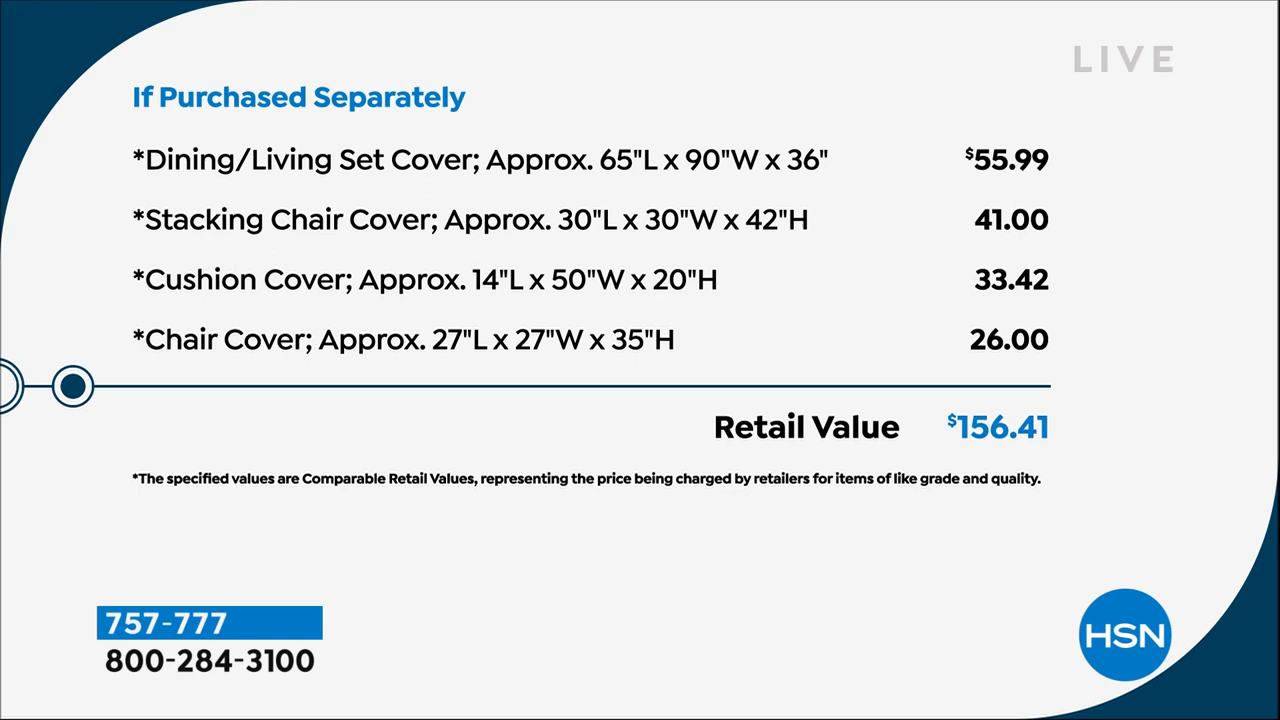 LIVE
If Purchased Separately
*Dining/Living Set Cover; Approx. 65"L x 90"W x 36" $55.99
*Stacking Chair Cover; Approx. 30"L x 30"W x 42"H 41.00
*Cushion Cover; Approx. 14"L x 50"W x 20"H 33.42
*Chair Cover; Approx. 27"L x 27"W x 35"H 26.00
Retail Value $156.41
*The specified values are Comparable Retail Values, representing the price being charged by retailers for items of like grade and quality.
757-777
800-284-3100
HSN